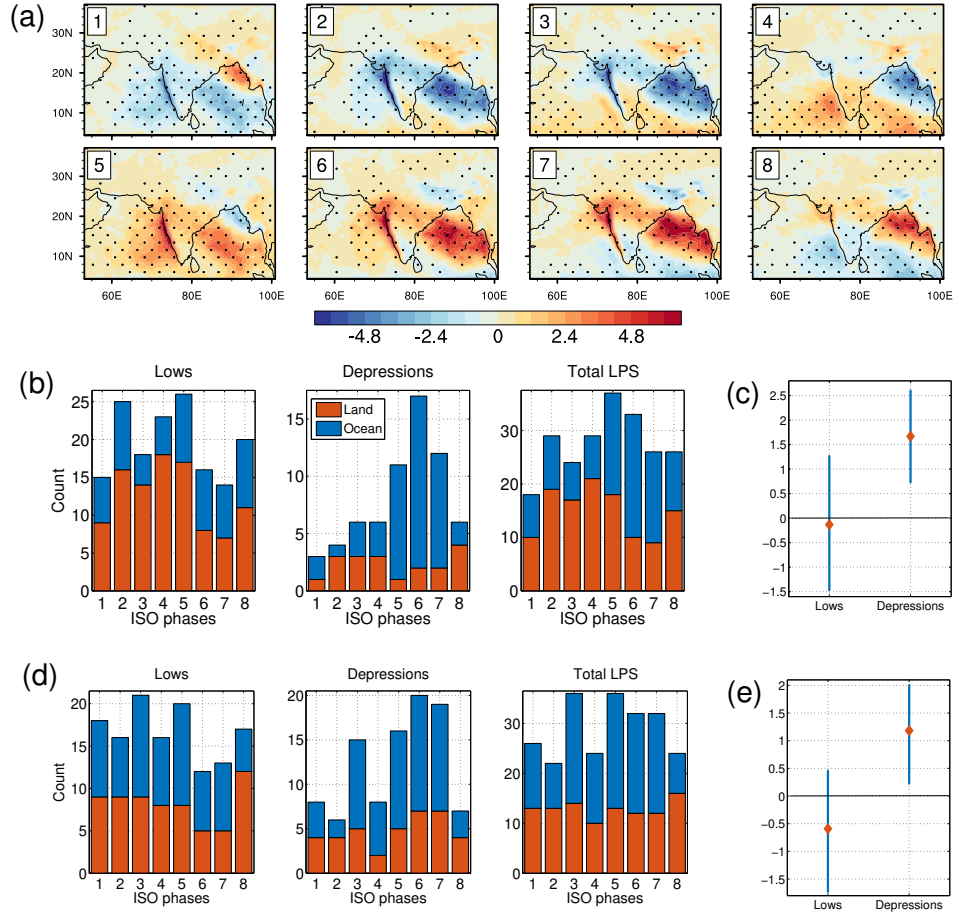 (a)
1 2 3 4
30N
20N
10N
5 6 7 8
30N
20N
10N
60E 80E 100E 60E 80E 100E 60E 80E 100E 60E 80E 100E
-4.8 -2.4 0 2.4 4.8
(b)
Lows
Count
25
20
15
10
5
0
1 2 3 4 5 6 7 8
ISO phases
Depressions
Land
Ocean
15
10
5
0
1 2 3 4 5 6 7 8
ISO phases
Total LPS
30
20
10
0
1 2 3 4 5 6 7 8
ISO phases
(c)
2.5
2
1.5
1
0.5
0
−0.5
−1
−1.5
Lows Depressions
(d)
Lows
Count
20
15
10
5
0
1 2 3 4 5 6 7 8
ISO phases
Depressions
20
15
10
5
0
1 2 3 4 5 6 7 8
ISO phases
Total LPS
30
20
10
0
1 2 3 4 5 6 7 8
ISO phases
(e)
2
1.5
1
0.5
0
−0.5
−1
−1.5
Lows Depressions